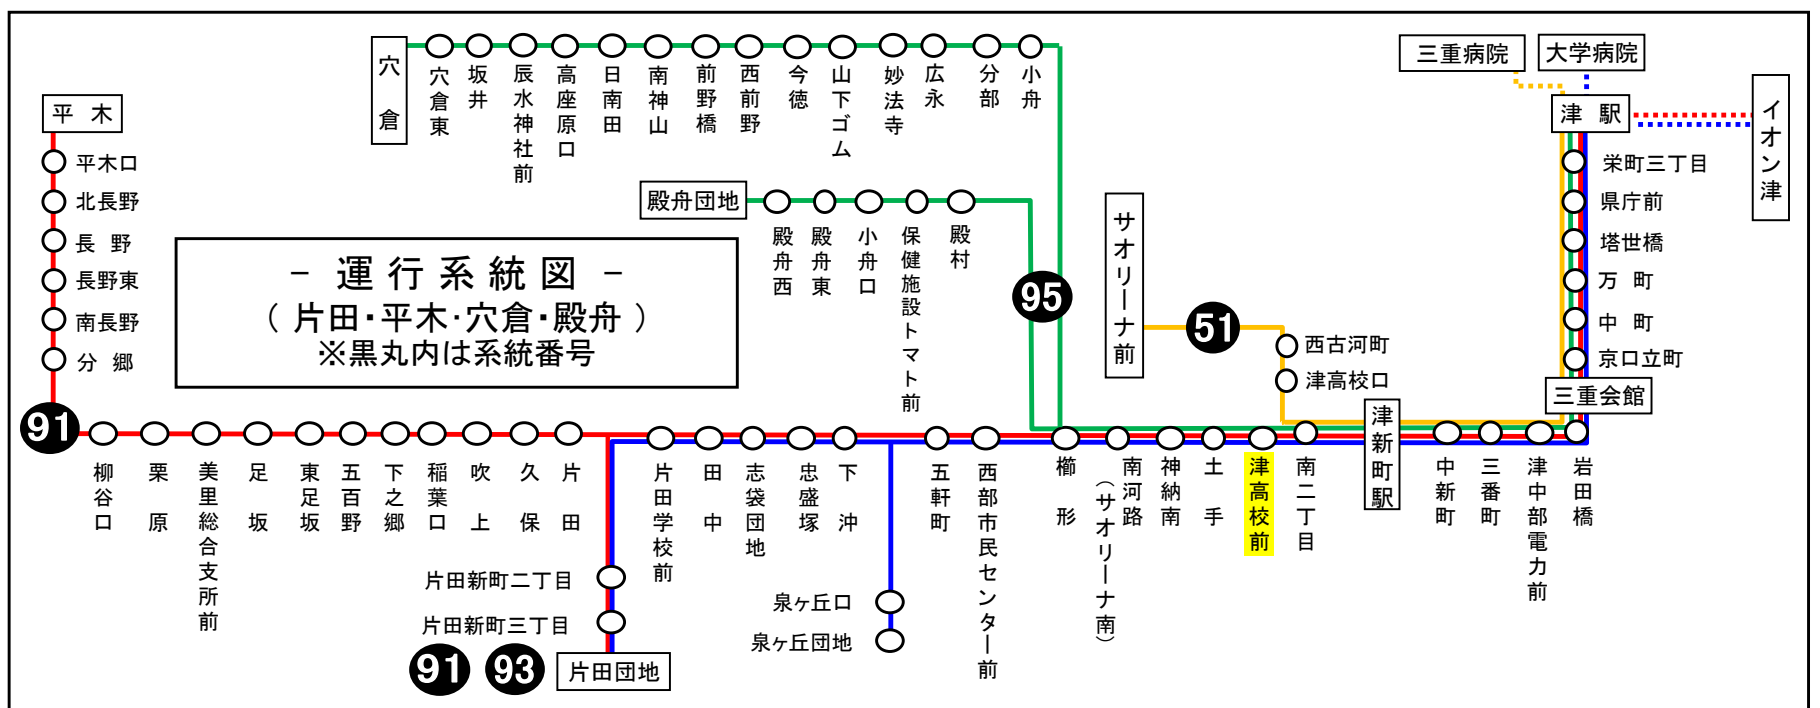 穴倉
穴倉東
坂井
辰水神社前
高座原口
日南田
南神山
前野橋
西前野
今徳
山下ゴム
妙法寺
広永
分部
小舟
三重病院
大学病院
津駅
イオン津
平木
平木口
北長野
長野
長野東
南長野
分郷
殿舟団地
殿舟西
殿舟東
小舟口
保健施設トマト前
殿村
95
サオリーナ前
51
西古河町
津高校口
栄町三丁目
県庁前
塔世橋
万町
中町
京口立町
三重会館
- 運行系統図 -
（ 片田・平木・穴倉・殿舟 ）
※黒丸内は系統番号
91
柳谷口
栗原
美里総合支所前
足坂
東足坂
五百野
下之郷
稲葉口
吹上
久保
片田
片田学校前
田中
志袋団地
忠盛塚
下沖
五軒町
西部市民センター前
櫛形
南河路
（サオリーナ南）
神納南
土手
津高校前
南二丁目
津新町駅
中新町
三番町
津中部電力前
岩田橋
片田新町二丁目
片田新町三丁目
91
93
片田団地
泉ヶ丘口
泉ヶ丘団地